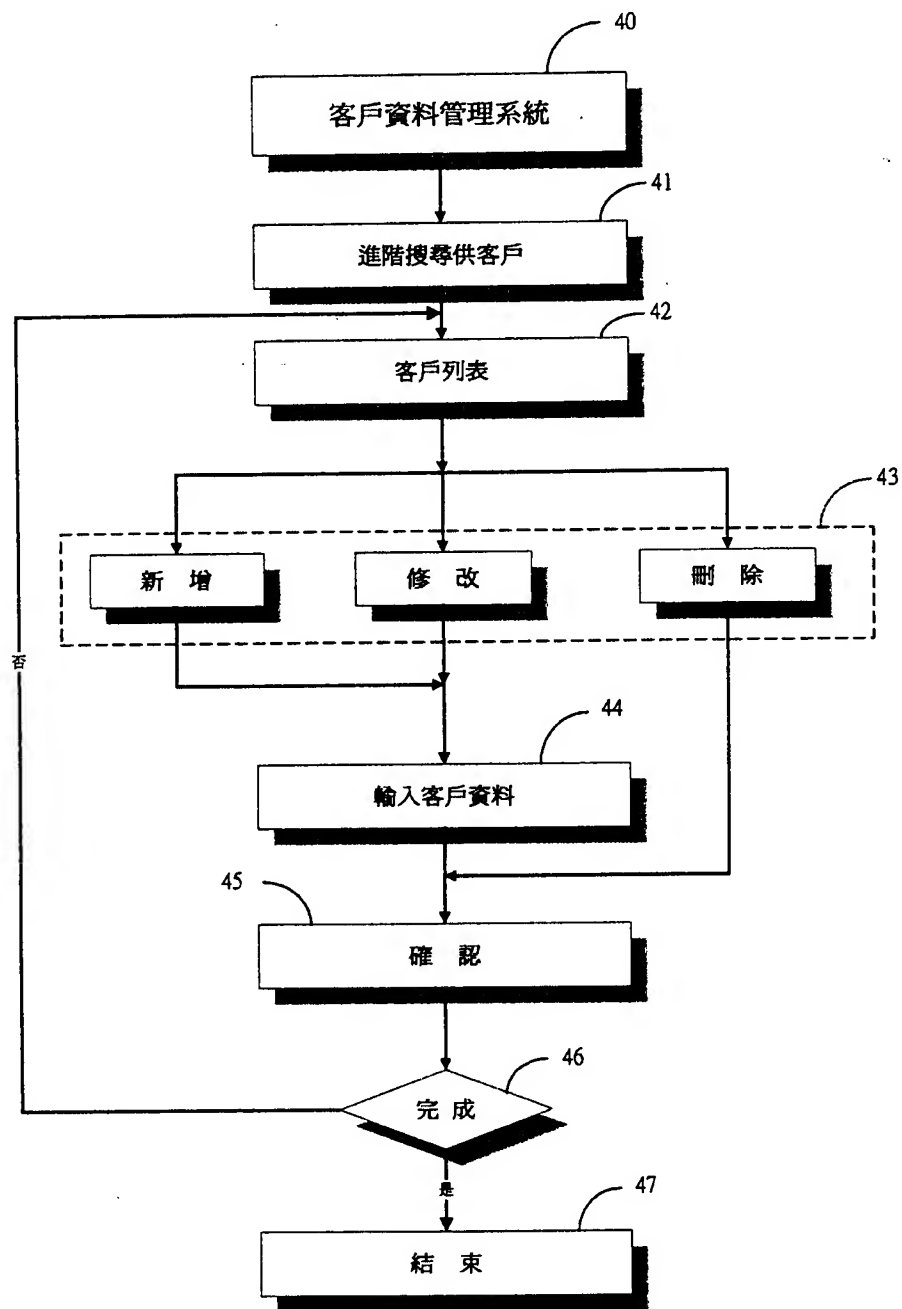 40
客戶資料管理系統
41
進階搜尋供客戶
42
客戶列表
43
新 增
修 改
刪 除
否
44
輸入客戶資料
45
確 認
46
完 成
是
47
結 束